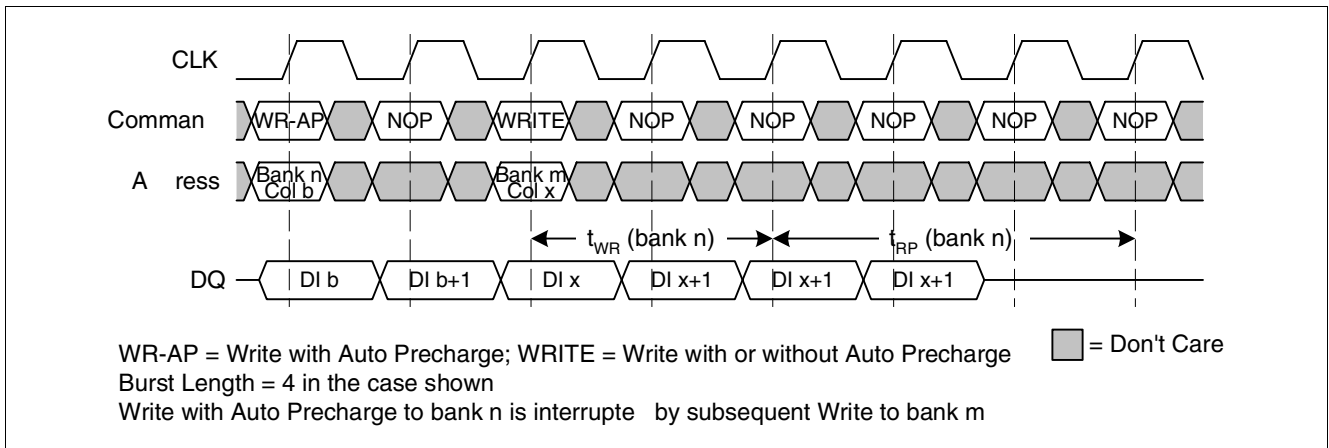 CLK
Comman
WR-AP NOP WRITE NOP NOP NOP NOP NOP
A ress
Bank n Bank m
Col b Col x
tWR (bank n) tRP (bank n)
DQ
DI b DI b+1 DI x DI x+1 DI x+1 DI x+1
WR-AP = Write with Auto Precharge; WRITE = Write with or without Auto Precharge
= Don't Care
Burst Length = 4 in the case shown
Write with Auto Precharge to bank n is interrupte by subsequent Write to bank m